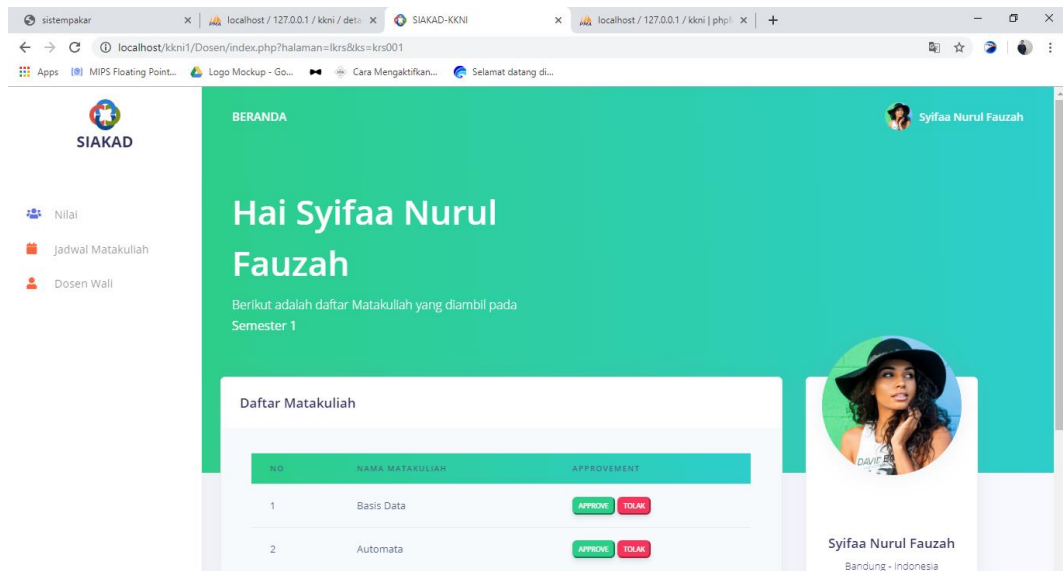 sistempakar
localhost / 127.0.0.1 / kkni / deta
SIAKAD-KKNI
localhost / 127.0.0.1 / kkni | php
localhost/kkni1/Dosen/index.php?halaman=lkrs&ks=krs001
Apps
MIPS Floating Point...
Logo Mockup - Go...
Cara Mengaktifkan...
Selamat datang di...
SIAKAD
BERANDA
Syifaa Nurul Fauzah
Nilai
Jadwal Matakuliah
Dosen Wali
Hai Syifaa Nurul
Fauzah
Berikut adalah daftar Matakuliah yang diambil pada
Semester 1
Daftar Matakuliah
NO NAMA MATAKULIAH APPROVEMENT
1 Basis Data APPROVE TOLAK
2 Automata APPROVE TOLAK
Syifaa Nurul Fauzah
Bandung - Indonesia